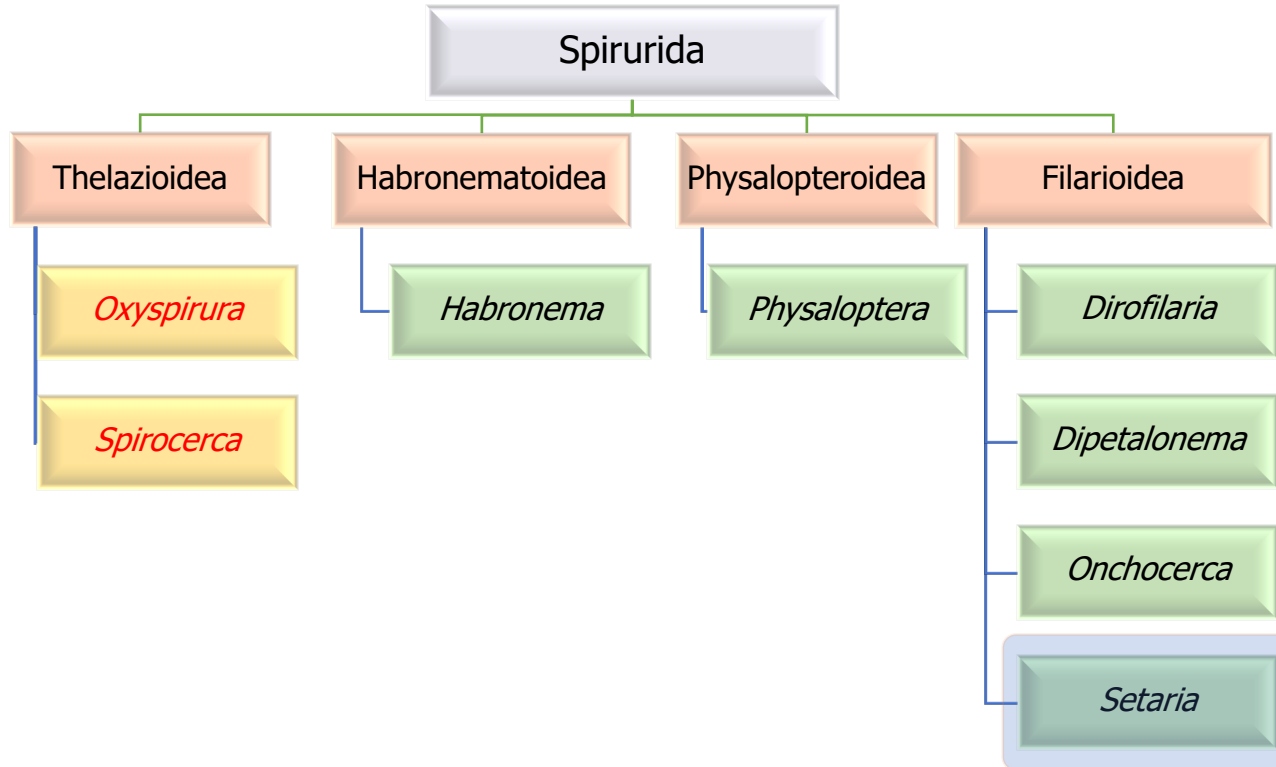 Spirurida
Thelazioidea
Habronematoidea
Physalopteroidea
Filarioidea
Oxyspirura
Habronema
Physaloptera
Dirofilaria
Spirocerca
Dipetalonema
Onchocerca
Setaria